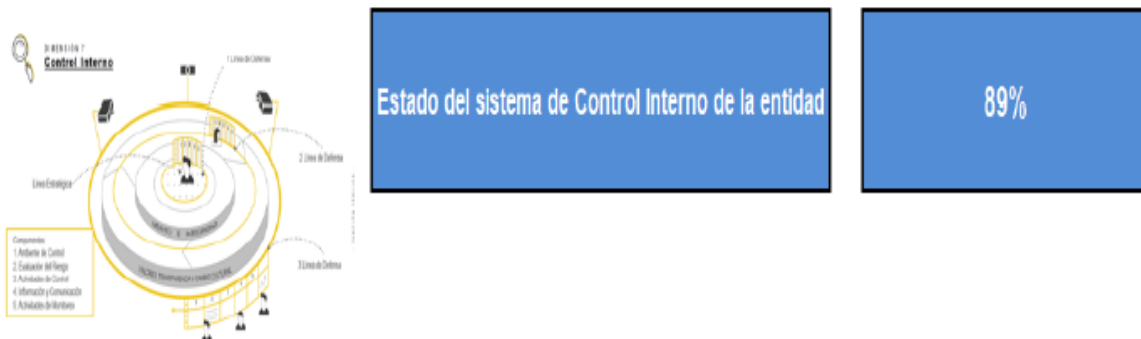 DIMENSIÓN 7
Control Interno
1 Línea de Defensa
2 Línea de Defensa
Línea Estratégica
3 Línea de Defensa
Componentes
1. Ambiente de Control
2. Evaluación del Riesgo
3. Actividades de Control
4. Información y Comunicación
5. Actividades de Monitoreo
Estado del sistema de Control Interno de la entidad
89%